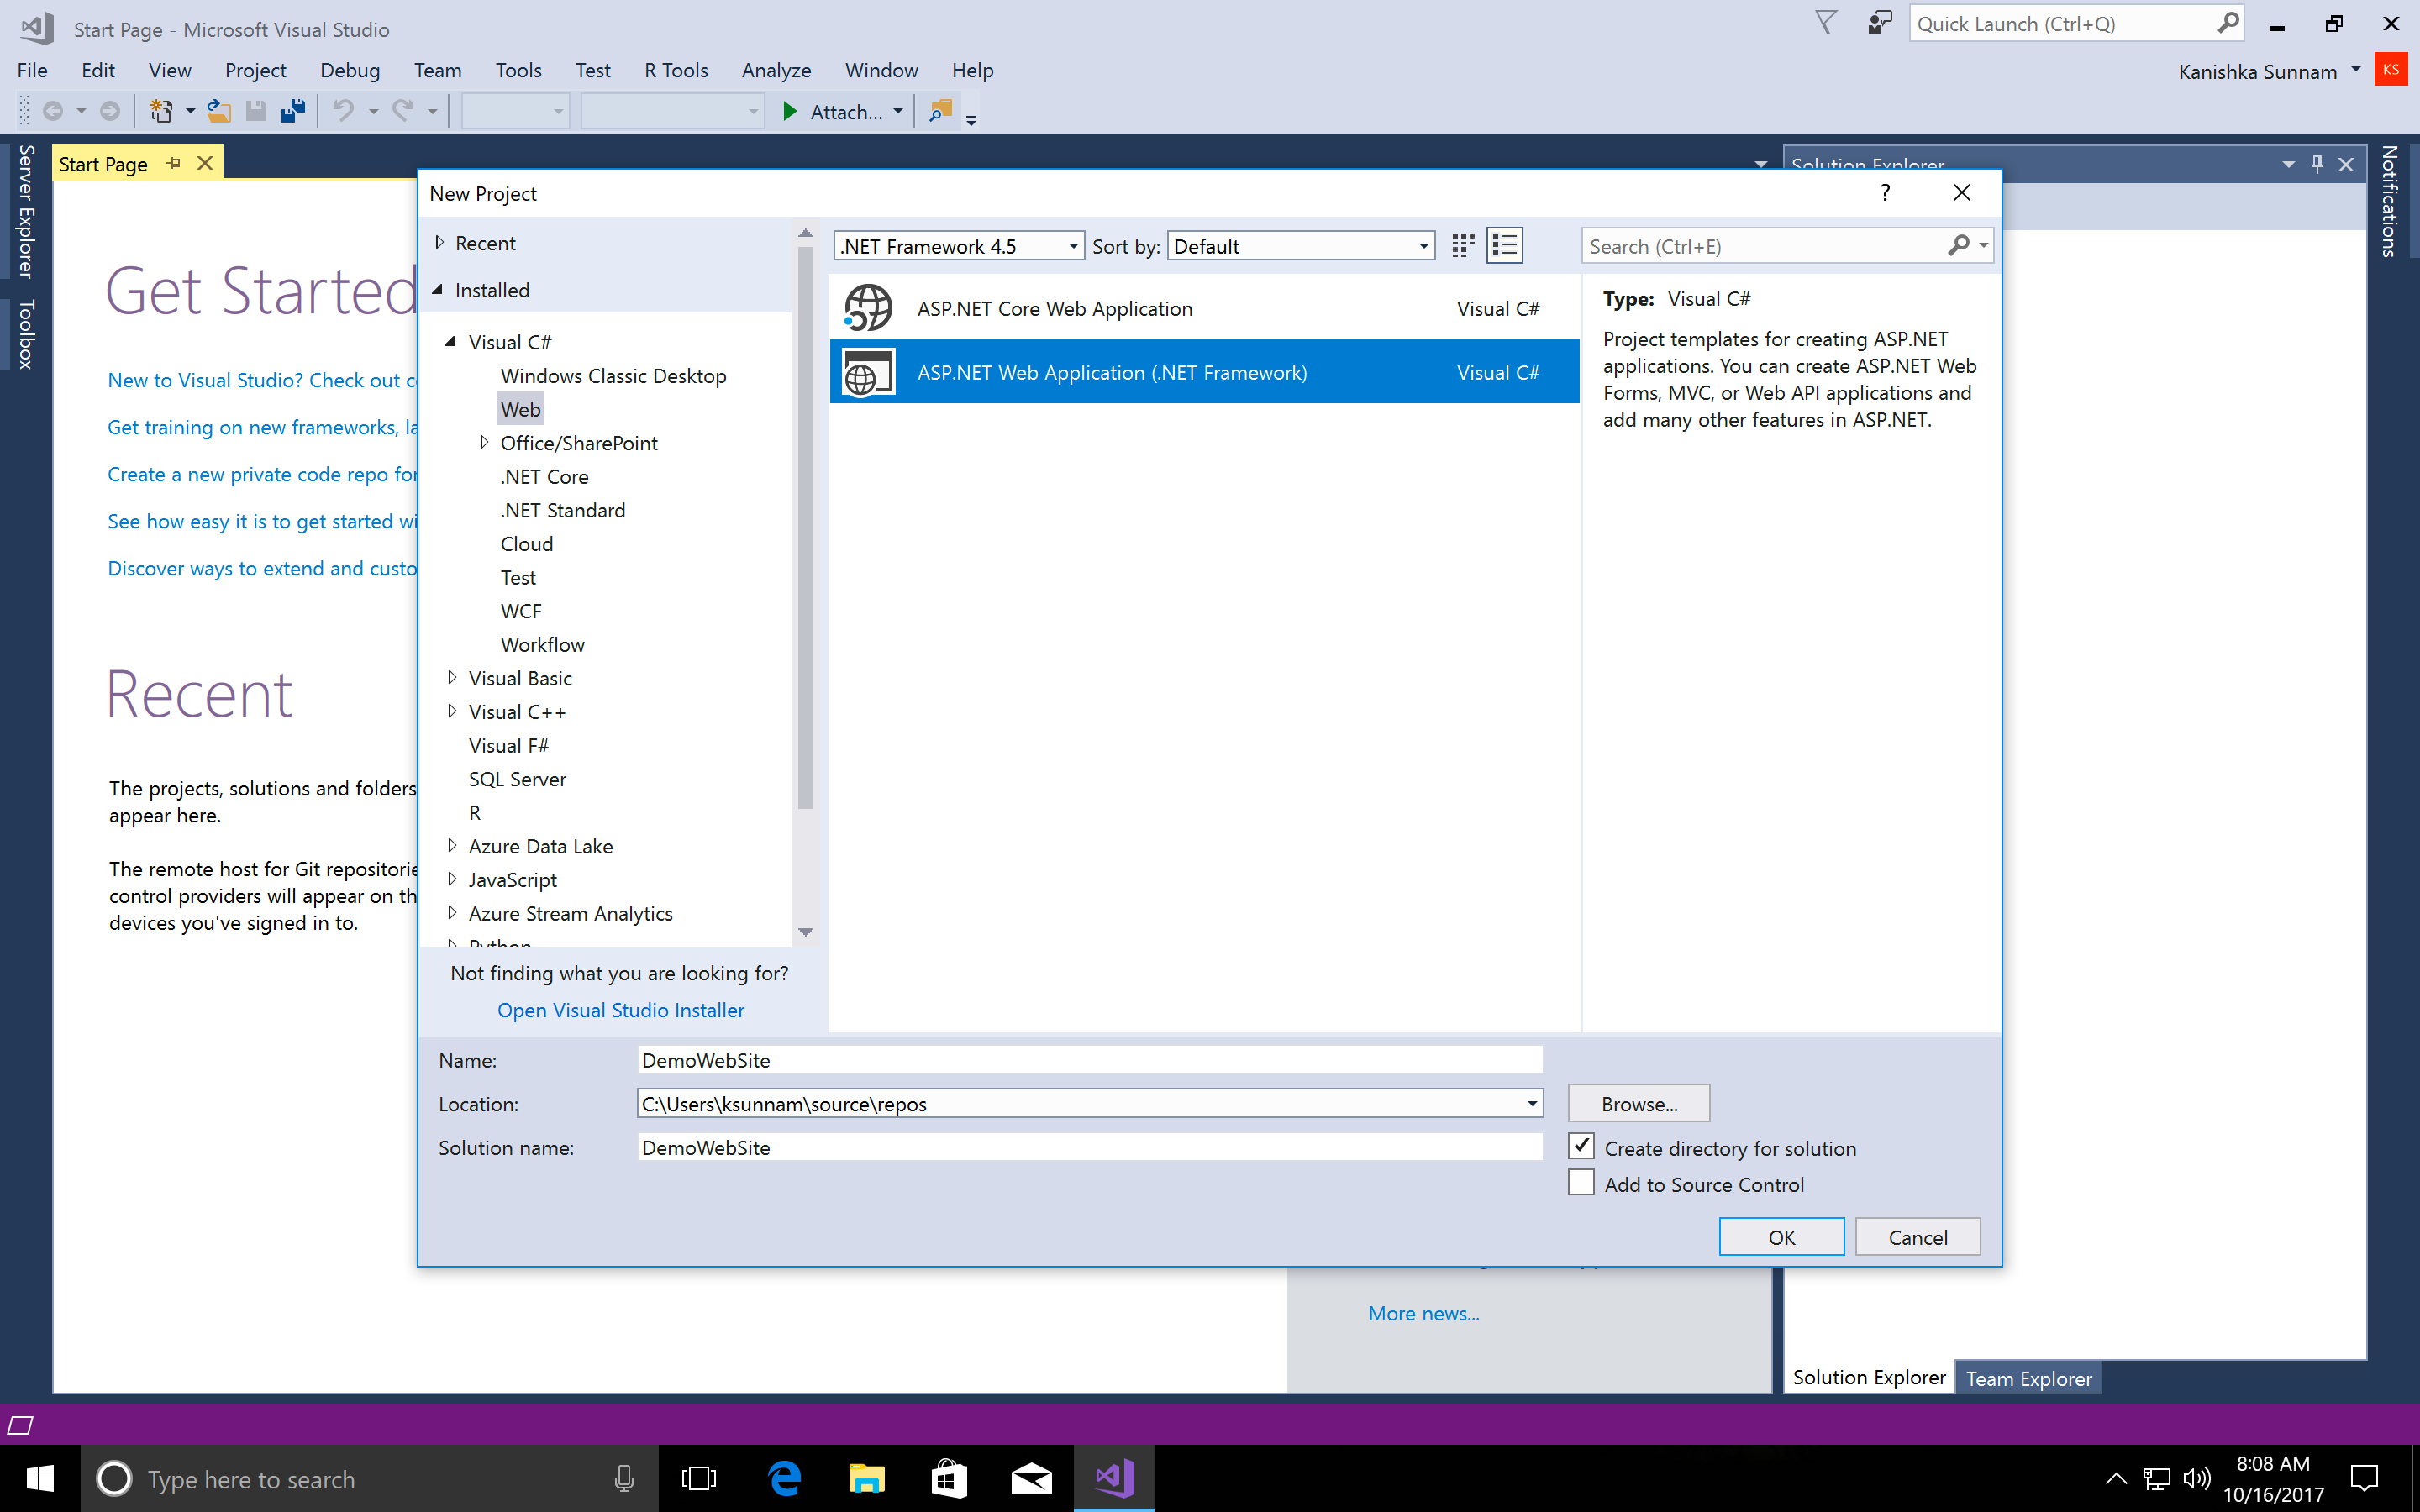 Start Page - Microsoft Visual Studio
Quick Launch (Ctrl+Q)
File Edit View Project Debug Team Tools Test R Tools Analyze Window Help
Kanishka Sunnam KS
Attach...
Server Explorer
Toolbox
Start Page
Solution Explorer
Notifications
Get Started
New to Visual Studio? Check out
Get training on new frameworks,
Create a new private code repo for
See how easy it is to get started
Discover ways to extend and
Recent
The projects, solutions and folders
appear here.
The remote host for Git
control providers will appear on
devices you've signed in to.
New Project
?
Recent
Installed
Visual C#
Windows Classic Desktop
Web
Office/SharePoint
.NET Core
.NET Standard
Cloud
Test
WCF
Workflow
Visual Basic
Visual C++
Visual F#
SQL Server
R
Azure Data Lake
JavaScript
Azure Stream Analytics
Python
Not finding what you are looking for?
Open Visual Studio Installer
.NET Framework 4.5 Sort by: Default
Search (Ctrl+E)
ASP.NET Core Web Application Visual C#
ASP.NET Web Application (.NET Framework) Visual C#
Type: Visual C#
Project templates for creating ASP.NET
applications. You can create ASP.NET Web
Forms, MVC, or Web API applications and
add many other features in ASP.NET.
Name: DemoWebSite
Location: C:\Users\ksunnam\source\repos Browse...
Solution name: DemoWebSite
Create directory for solution
Add to Source Control
OK Cancel
More news...
Solution Explorer Team Explorer
Type here to search
8:08 AM
10/16/2017